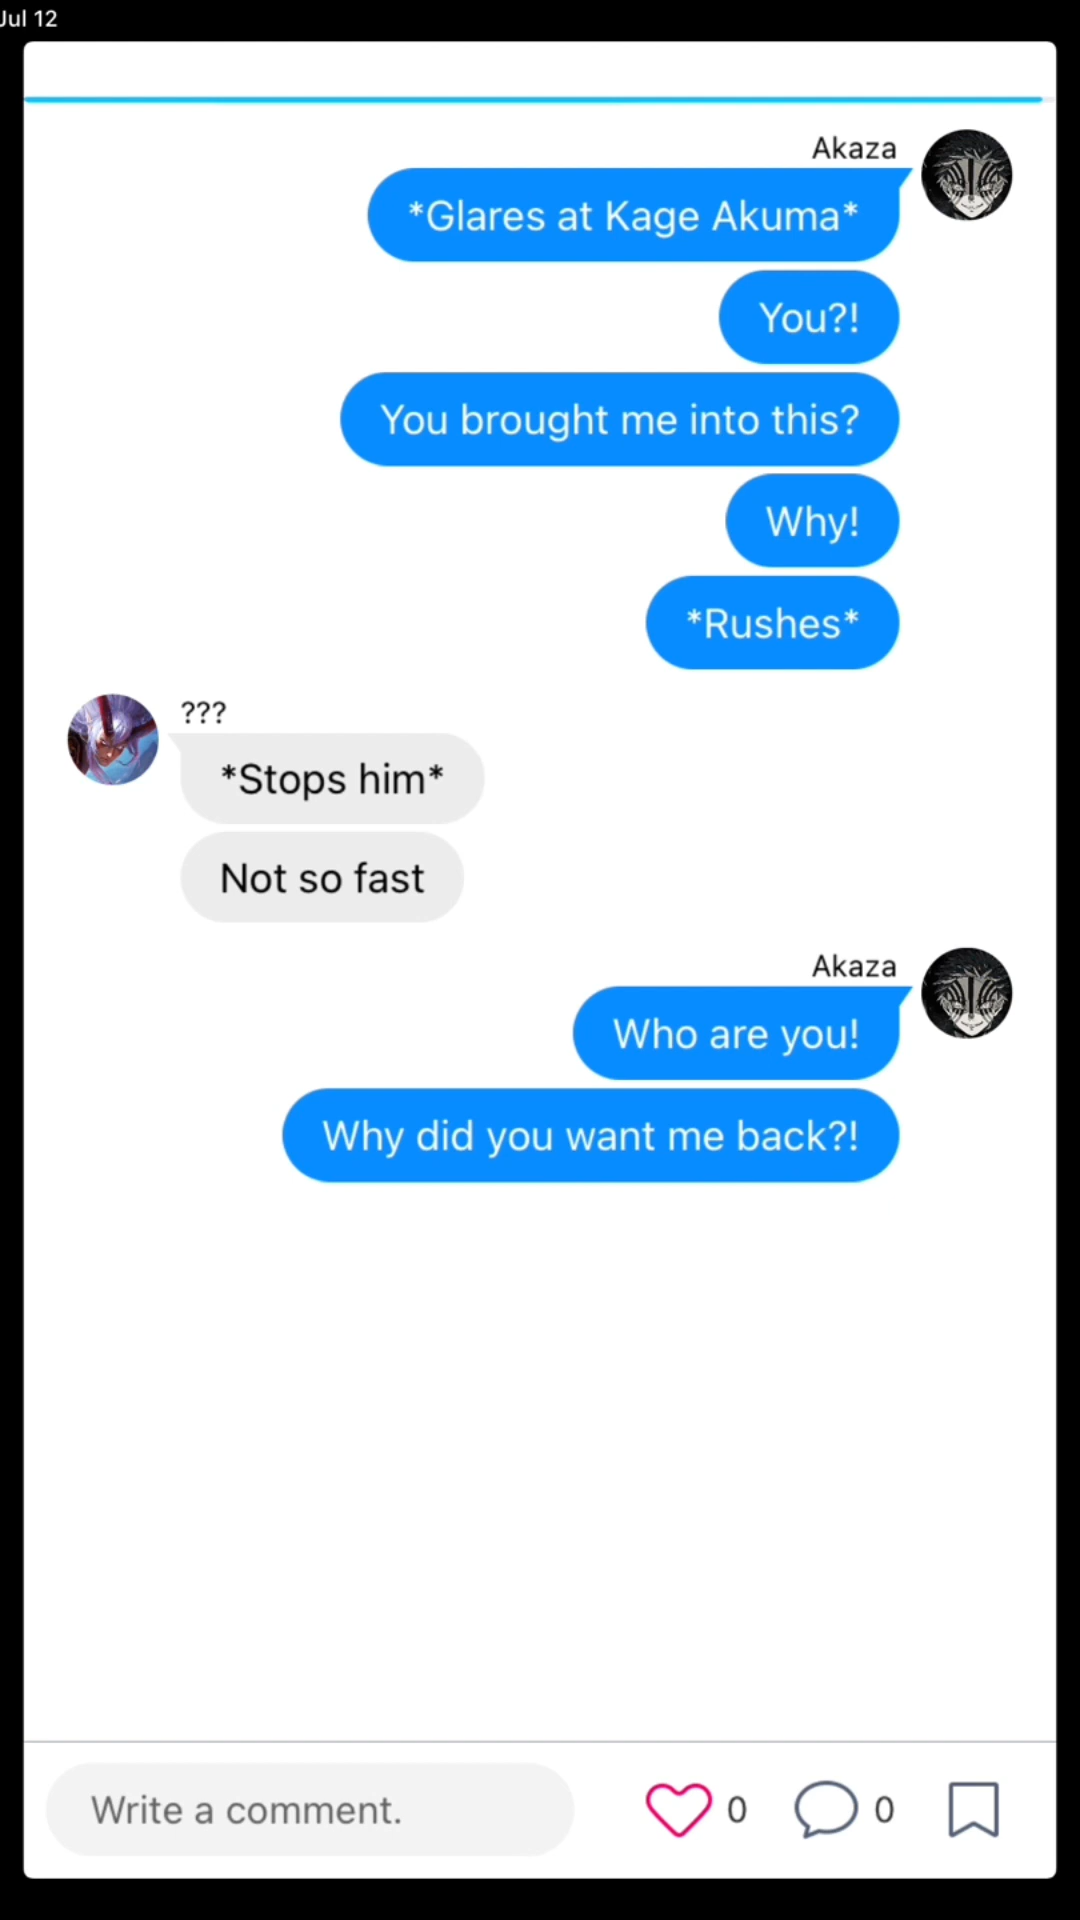 Jul 12
Akaza
*Glares at Kage Akuma*
You?!
You brought me into this?
Why!
*Rushes*
???
*Stops him*
Not so fast
Akaza
Who are you!
Why did you want me back?!
Write a comment.
0
0